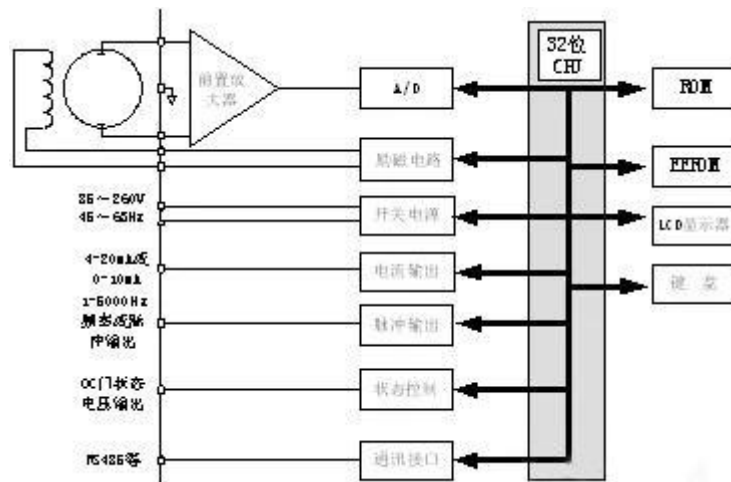 32位
CPU
前置放
大器
A/D
ROM
励磁电路
EEROM
86～260V
46～65Hz
开关电源
LCD显示器
4-20mA或
0-10mA
电流输出
键 盘
1-5000Hz
频率或脉
冲输出
脉冲输出
OC门状态
电压输出
状态控制
RS485等
通讯接口